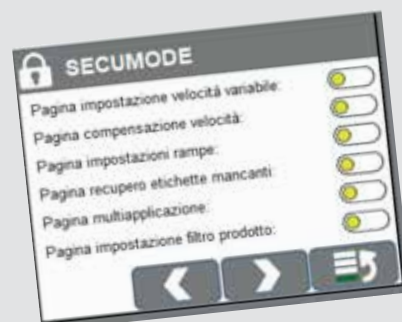 SECUMODE
Pagina impostazione velocità variabile:
Pagina compensazione velocità:
Pagina impostazioni rampe:
Pagina recupero etichette mancanti:
Pagina multiapplicazione:
Pagina impostazione filtro prodotto: